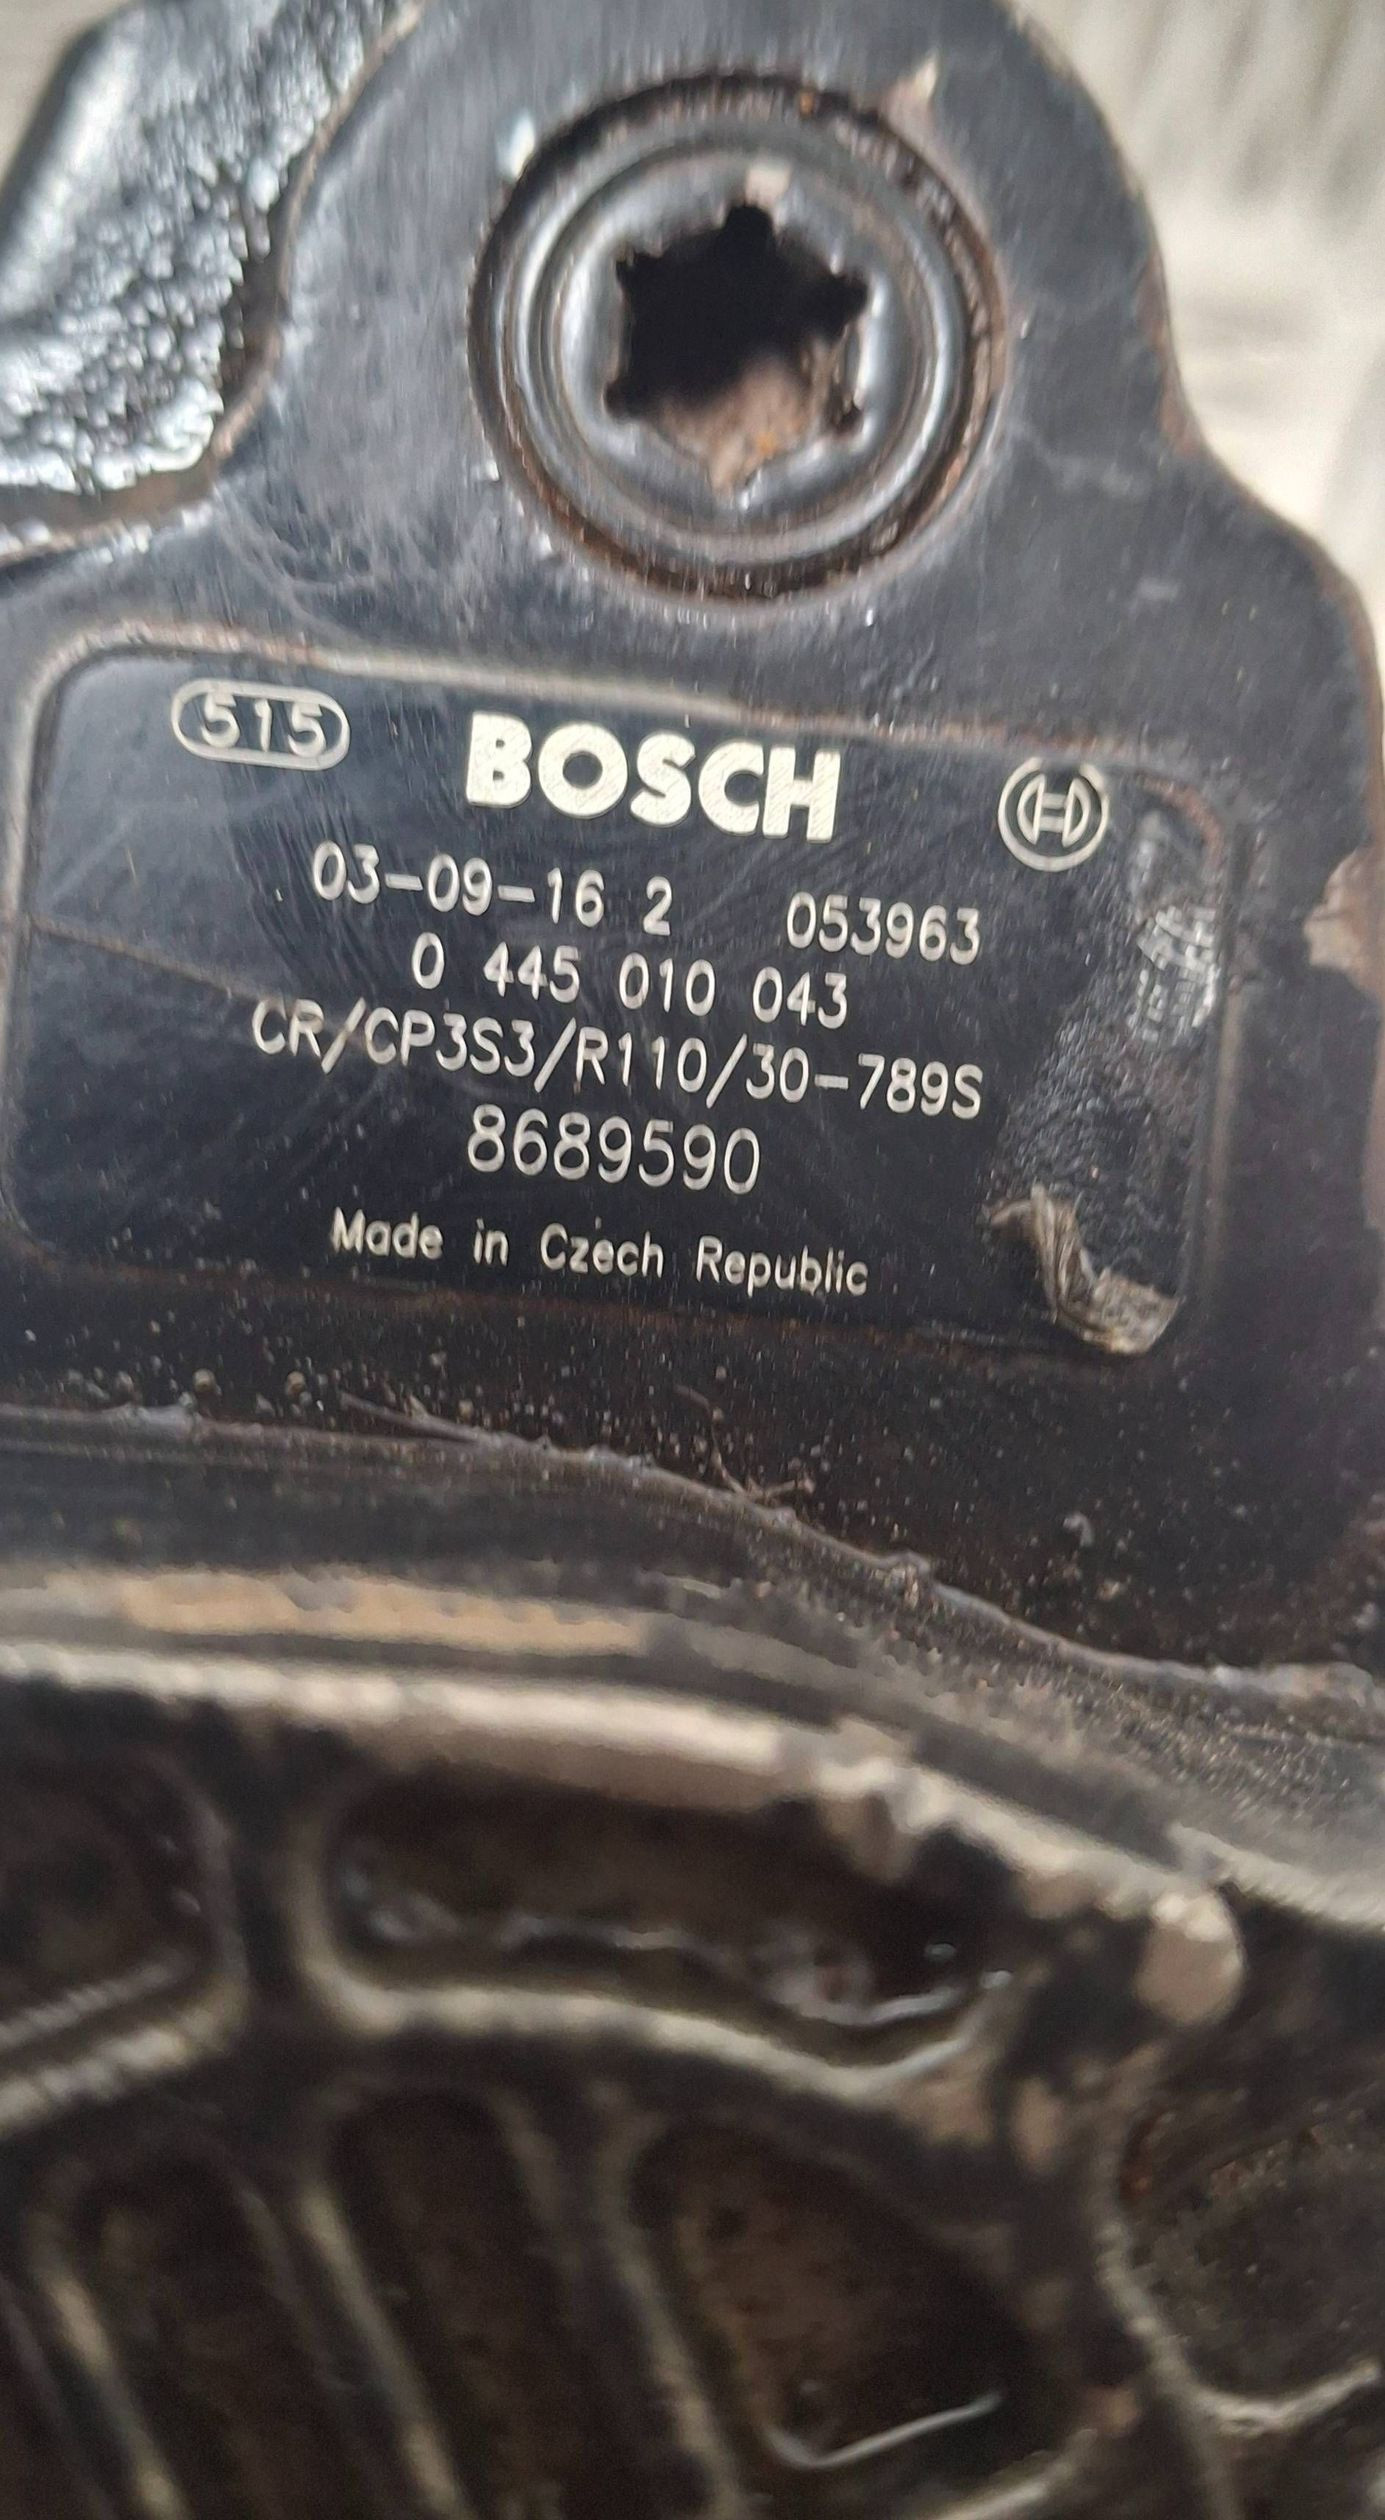 515 BOSCH
03-09-16 2 053963
0 445 010 043
CR/CP3S3/R110/30-789S
8689590
Made in Czech Republic